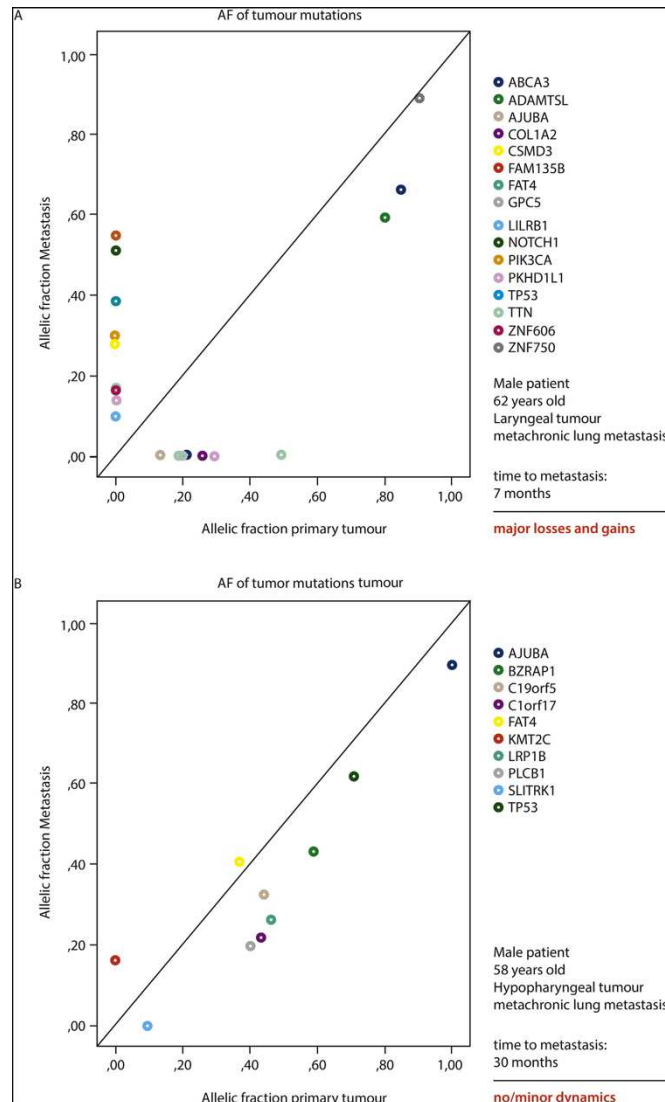 A
AF of tumour mutations
1,00
,80
,60
,40
,20
,00
Allelic fraction Metastasis
,00 ,20 ,40 ,60 ,80 1,00
Allelic fraction primary tumour
ABCA3
ADAMTSL
AJUBA
COL1A2
CSMD3
FAM135B
FAT4
GPC5
LILRB1
NOTCH1
PIK3CA
PKHD1L1
TP53
TTN
ZNF606
ZNF750
Male patient
62 years old
Laryngeal tumour
metachronic lung metastasis
time to metastasis:
7 months
major losses and gains
B
AF of tumor mutations tumour
1,00
,80
,60
,40
,20
,00
Allelic fraction Metastasis
,00 ,20 ,40 ,60 ,80 1,00
Allelic fraction primary tumour
AJUBA
BZRAP1
C19orf5
C1orf17
FAT4
KMT2C
LRP1B
PLCB1
SLITRK1
TP53
Male patient
58 years old
Hypopharyngeal tumour
metachronic lung metastasis
time to metastasis:
30 months
no/minor dynamics